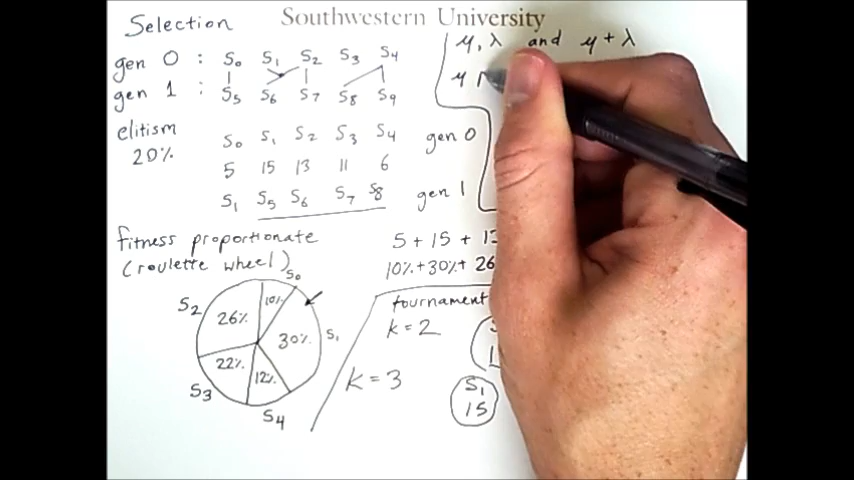 Southwestern University
Selection
gen 0 : S0 S1 S2 S3 S4
gen 1 : S5 S6 S7 S8 S9
elitism
20%
S0 S1 S2 S3 S4 gen 0
5 15 13 11 6
S1 S5 S6 S7 S8 gen 1
fitness proportionate
(roulette wheel)
5 + 15 + 13
10% + 30% + 26
S0
10%
S1
30%
S2
26%
S3
22%
S4
12%
tournament
k = 2
k = 3
S1
15
μ, λ and μ + λ
μ